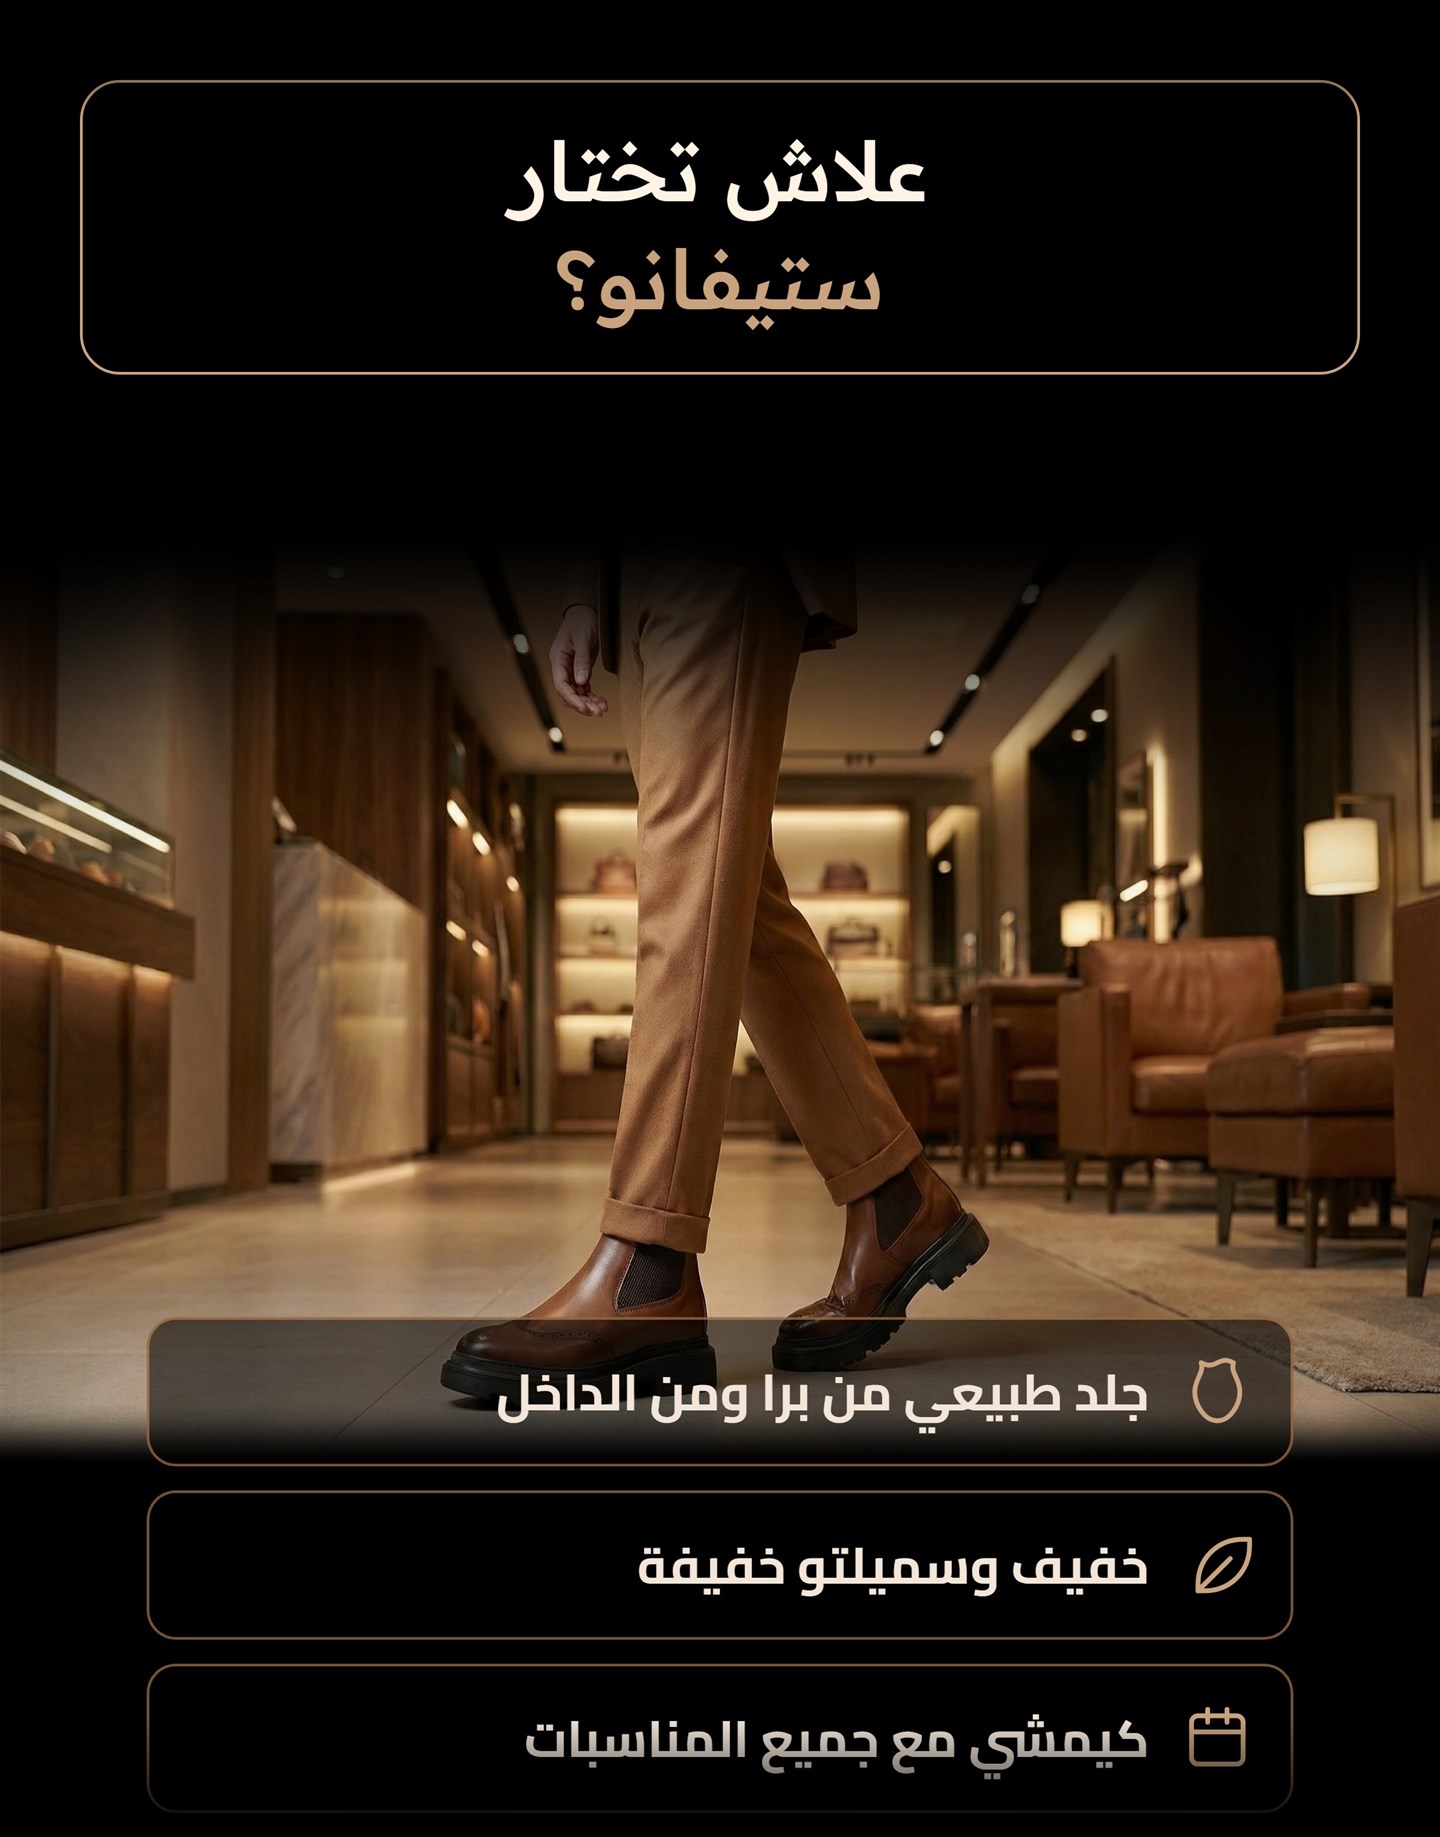 علاش تختار
ستيفانو؟
جلد طبيعي من برا ومن الداخل
خفيف وسميلتو خفيفة
كيمشي مع جميع المناسبات